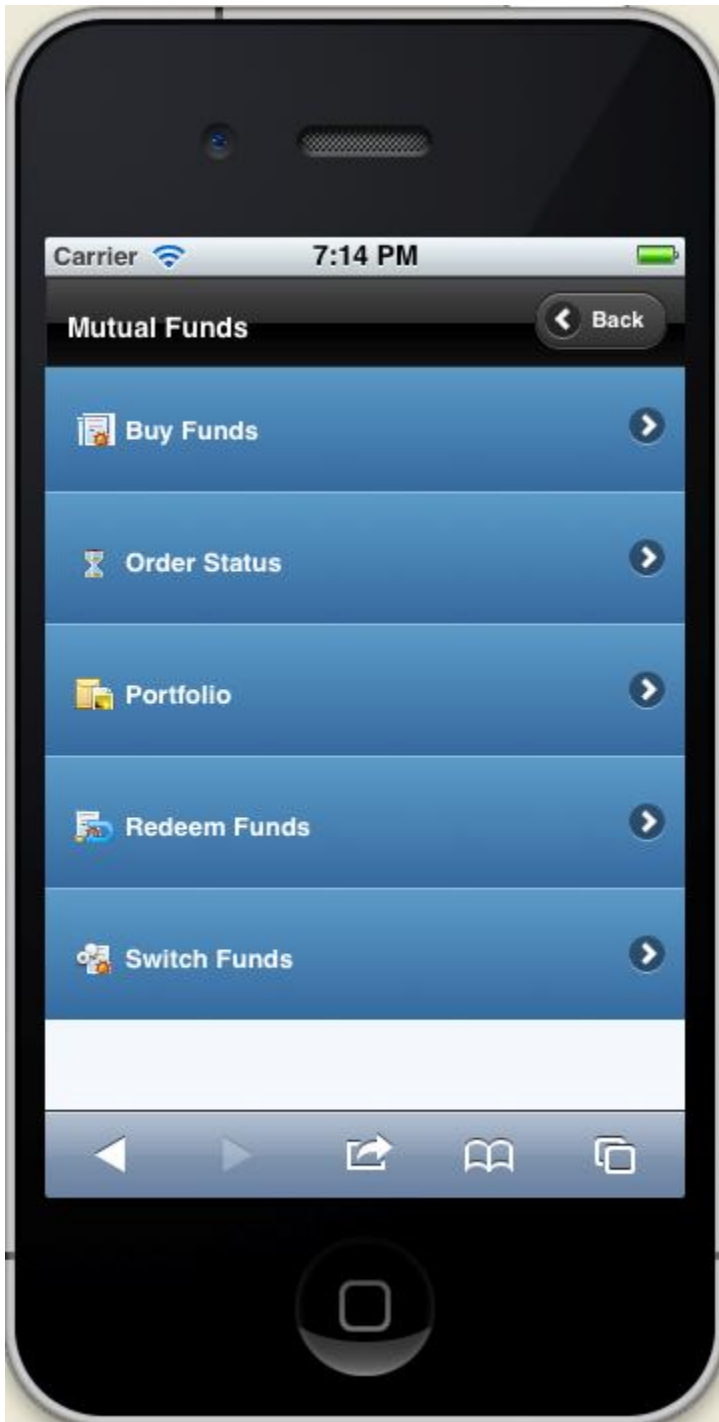 Carrier 7:14 PM
Mutual Funds Back
Buy Funds
Order Status
Portfolio
Redeem Funds
Switch Funds